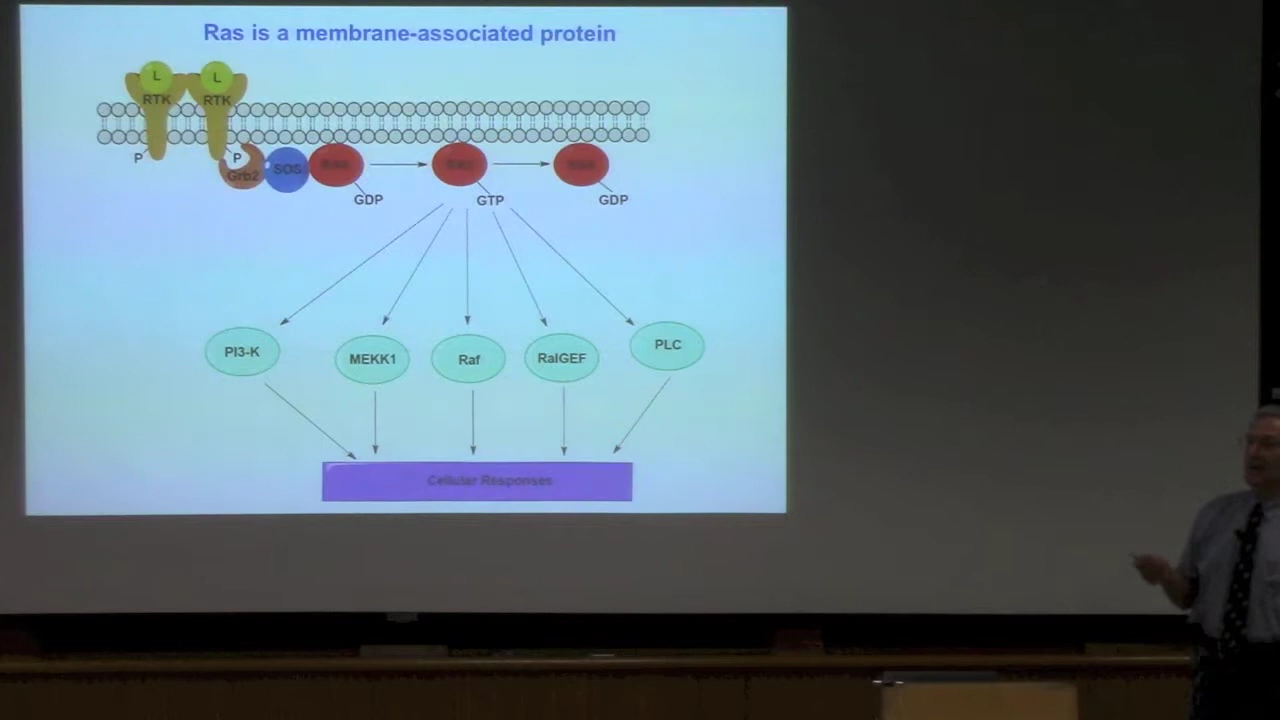 Ras is a membrane-associated protein
L L
RTK RTK
P P
Grb2 SOS
GDP GTP GDP
PI3-K MEKK1 Raf RalGEF PLC
Cellular Responses